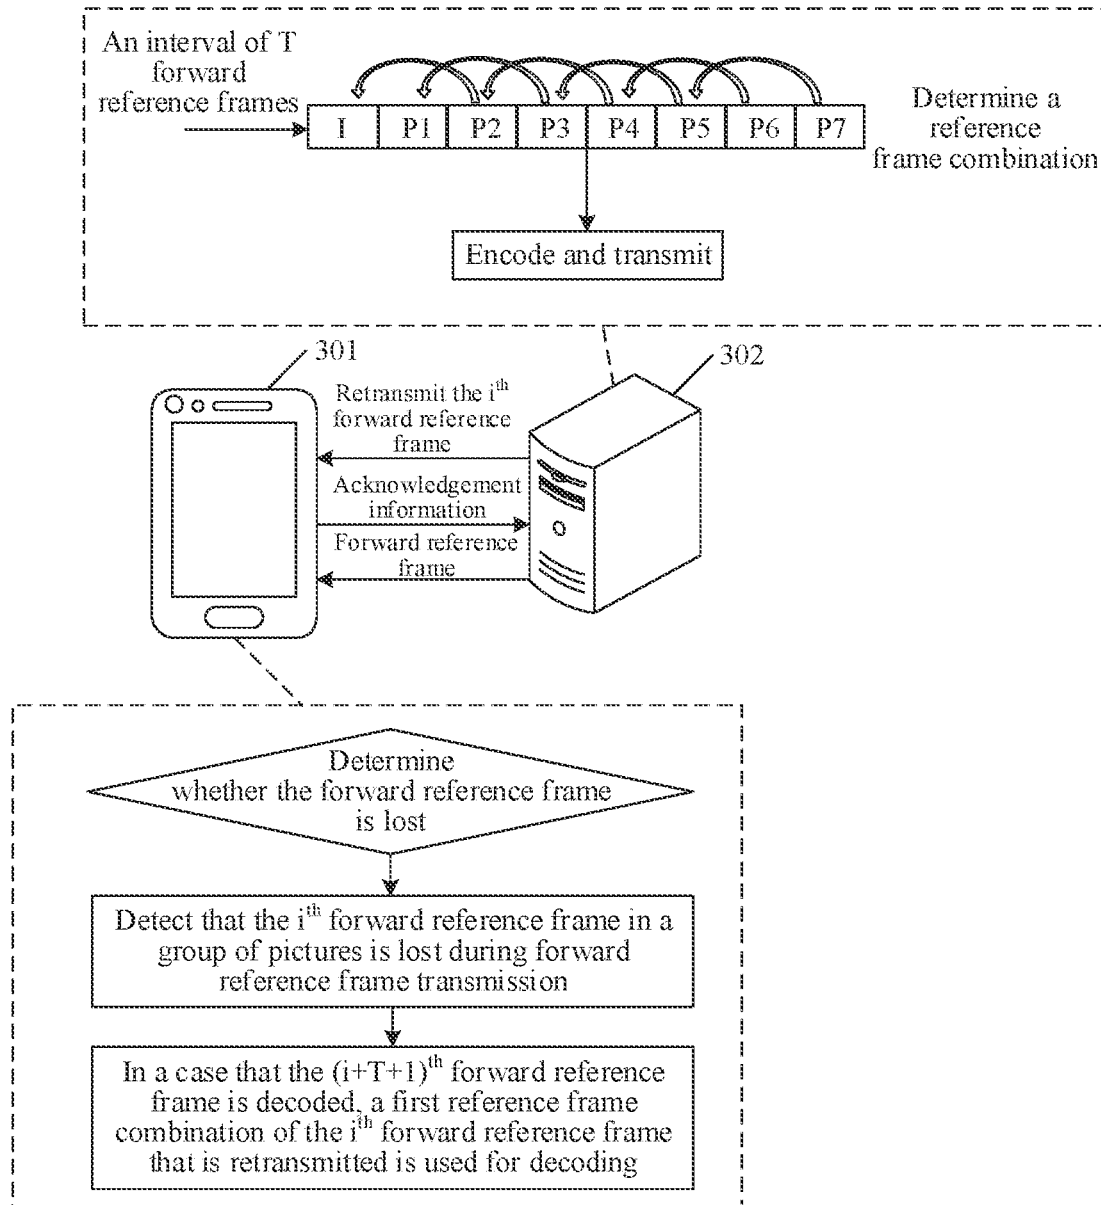 An interval of T
forward
reference frames
I P1 P2 P3 P4 P5 P6 P7
Determine a
reference
frame combination
Encode and transmit
301
302
Retransmit the i^th
forward reference
frame
Acknowledgement
information
Forward reference
frame
Determine
whether the forward reference frame
is lost
Detect that the i^th forward reference frame in a
group of pictures is lost during forward
reference frame transmission
In a case that the (i+T+1)^th forward reference
frame is decoded, a first reference frame
combination of the i^th forward reference frame
that is retransmitted is used for decoding